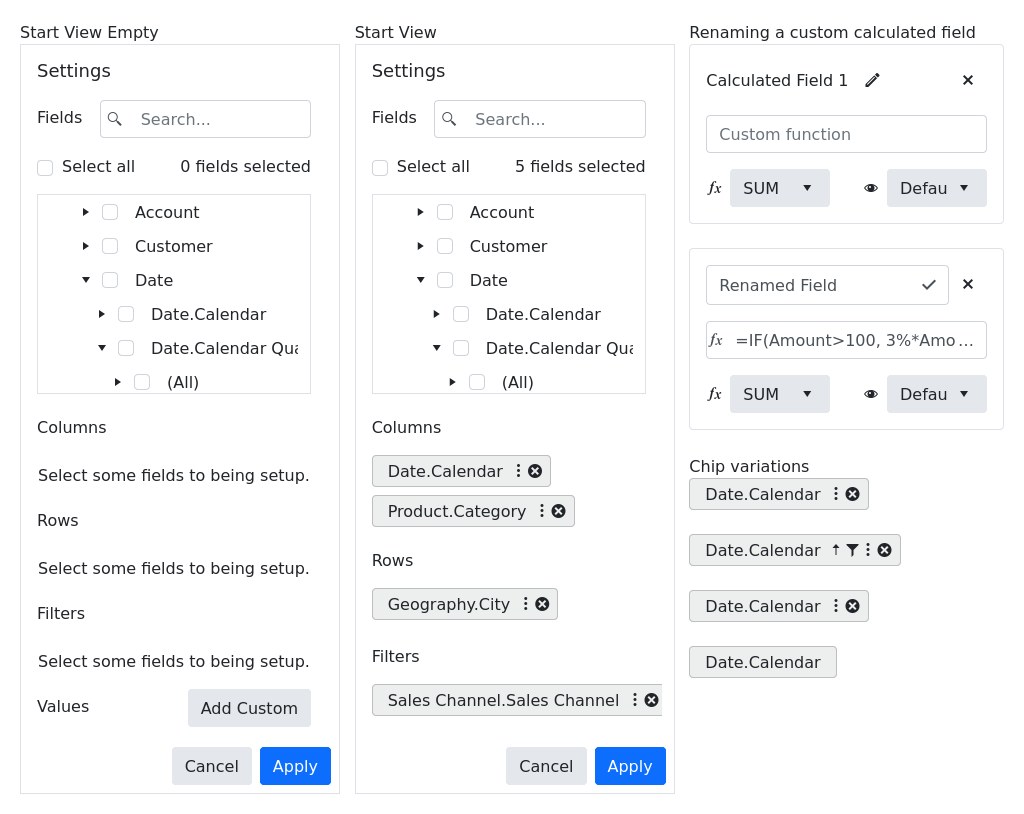 Start View Empty
Settings
Fields
Search...
Select all
0 fields selected
Account
Customer
Date
Date.Calendar
Date.Calendar Qua
(All)
Columns
Select some fields to being setup.
Rows
Select some fields to being setup.
Filters
Select some fields to being setup.
Values
Add Custom
Cancel
Apply
Start View
Settings
Fields
Search...
Select all
5 fields selected
Account
Customer
Date
Date.Calendar
Date.Calendar Qua
(All)
Columns
Date.Calendar
Product.Category
Rows
Geography.City
Filters
Sales Channel.Sales Channel
Cancel
Apply
Renaming a custom calculated field
Calculated Field 1
Custom function
fx SUM
Defau
Renamed Field
fx =IF(Amount>100, 3%*Amo...
fx SUM
Defau
Chip variations
Date.Calendar
Date.Calendar
Date.Calendar
Date.Calendar